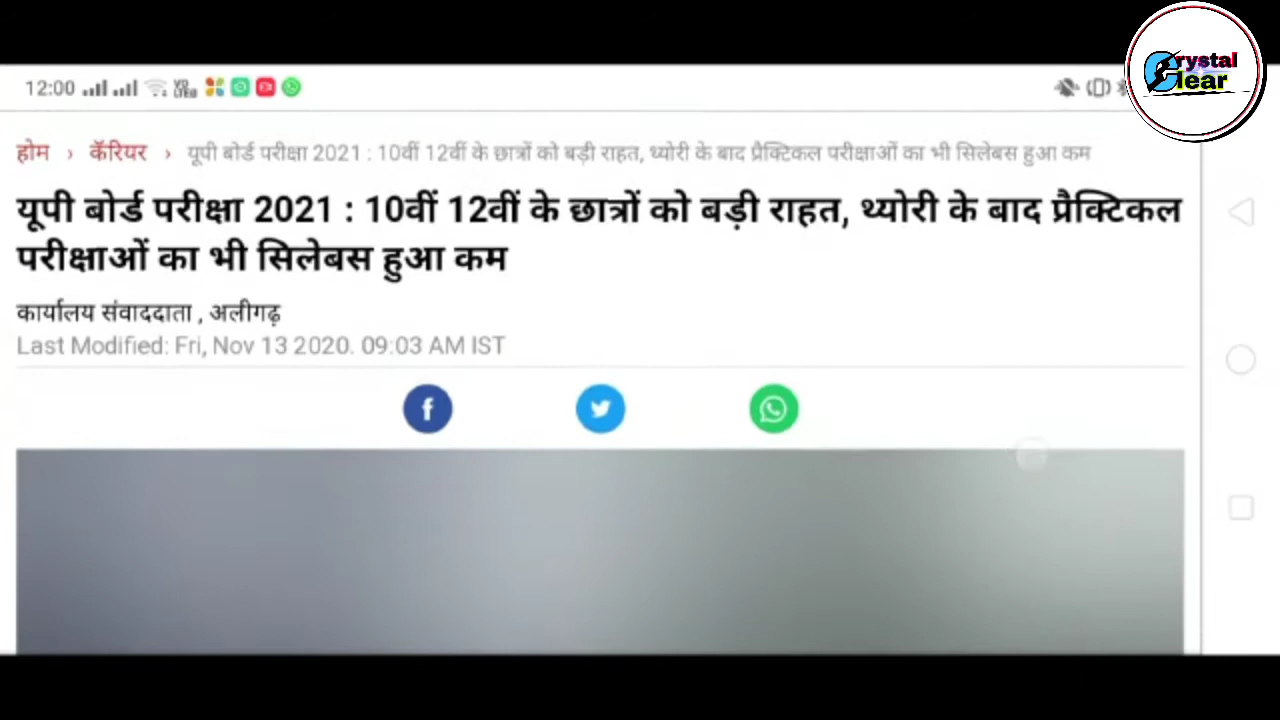 12:00
Crystal
Clear
होम › कॅरियर › यूपी बोर्ड परीक्षा 2021 : 10वीं 12वीं के छात्रों को बड़ी राहत, थ्योरी के बाद प्रैक्टिकल परीक्षाओं का भी सिलेबस हुआ कम
यूपी बोर्ड परीक्षा 2021 : 10वीं 12वीं के छात्रों को बड़ी राहत, थ्योरी के बाद प्रैक्टिकल
परीक्षाओं का भी सिलेबस हुआ कम
कार्यालय संवाददाता , अलीगढ़
Last Modified: Fri, Nov 13 2020. 09:03 AM IST